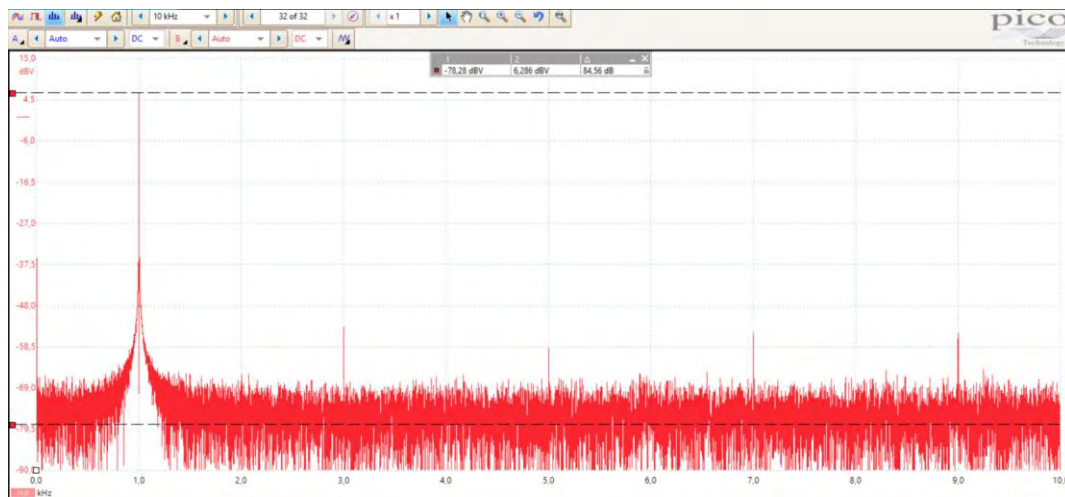 10 kHz
32 of 32
x 1
pico
Technology
A
Auto
DC
B
Auto
DC
1 2 Δ
-78,28 dBV 6,286 dBV 84,56 dB
15,0
dBV
4,5
-6,0
-16,5
-27,0
-37,5
-48,0
-58,5
-69,0
-79,5
-90,0
0,0 1,0 2,0 3,0 4,0 5,0 6,0 7,0 8,0 9,0 10,0
kHz